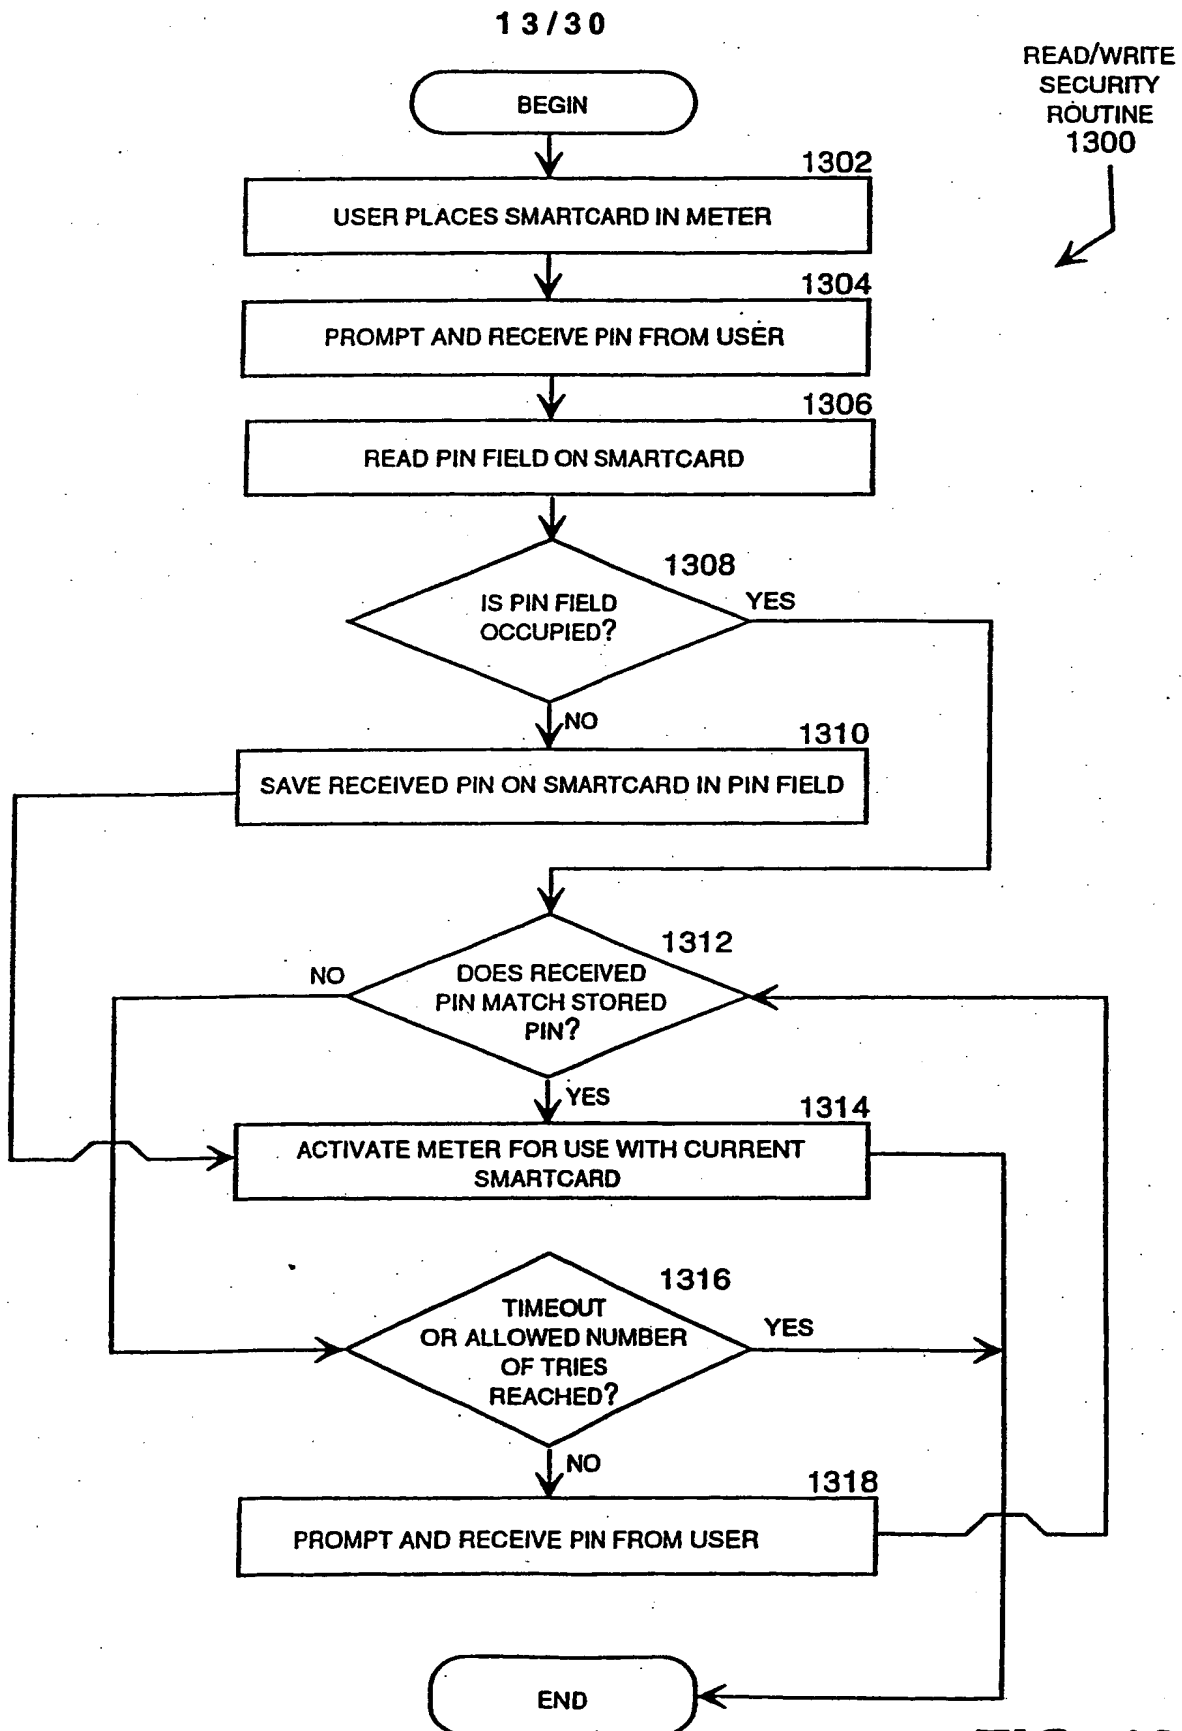 13/30
READ/WRITE
SECURITY
ROUTINE
1300
BEGIN
1302
USER PLACES SMARTCARD IN METER
1304
PROMPT AND RECEIVE PIN FROM USER
1306
READ PIN FIELD ON SMARTCARD
1308
IS PIN FIELD
OCCUPIED?
YES
NO
1310
SAVE RECEIVED PIN ON SMARTCARD IN PIN FIELD
1312
NO
DOES RECEIVED
PIN MATCH STORED
PIN?
YES
1314
ACTIVATE METER FOR USE WITH CURRENT
SMARTCARD
1316
TIMEOUT
OR ALLOWED NUMBER
OF TRIES
REACHED?
YES
NO
1318
PROMPT AND RECEIVE PIN FROM USER
END